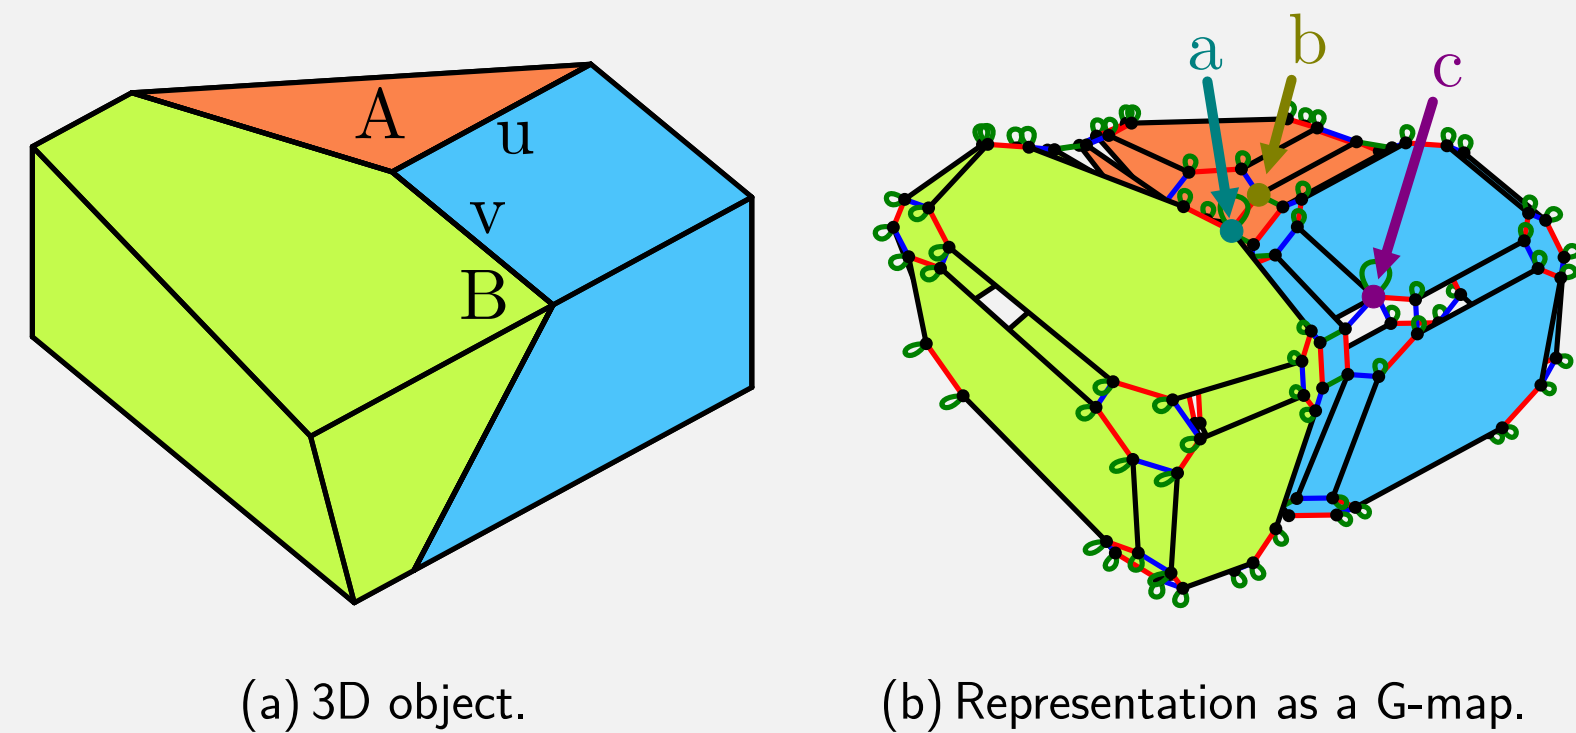 A
u
v
B
a
b
c
(a) 3D object.
(b) Representation as a G-map.